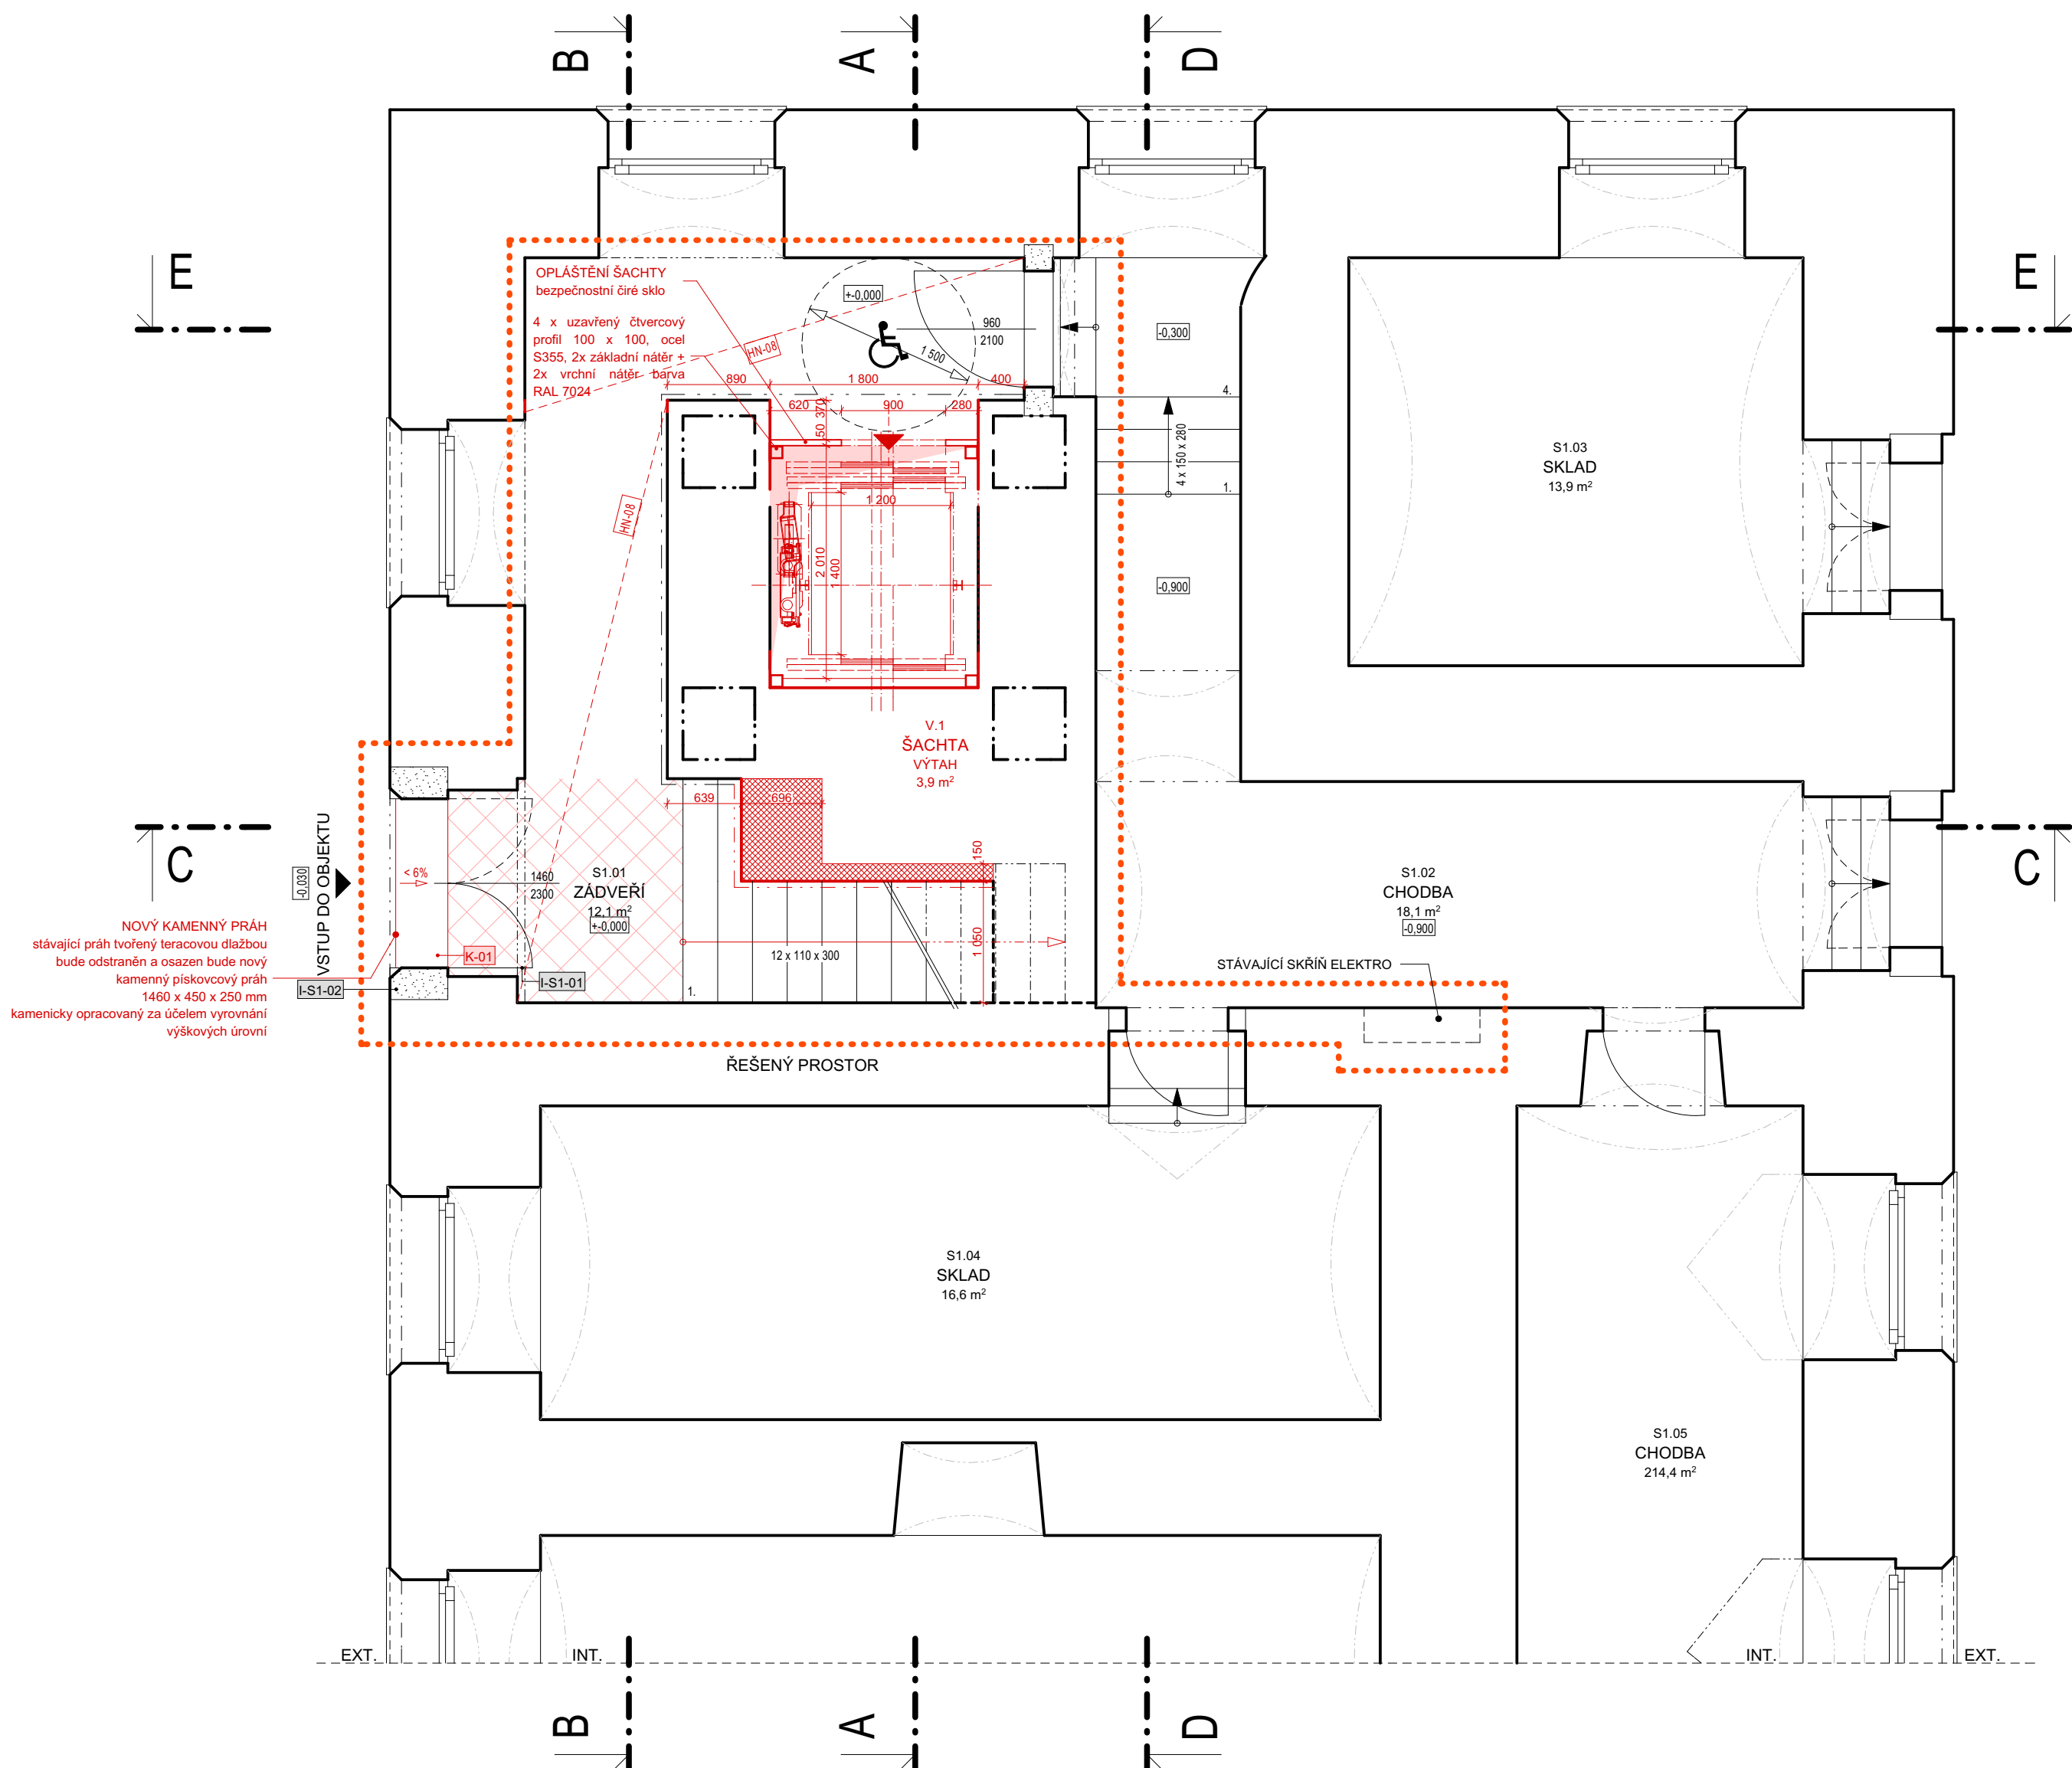 B
A
D
E
E
OPLÁŠTĚNÍ ŠACHTY
bezpečnostní čiré sklo
4 x uzavřený čtvercový
profil 100 x 100, ocel
S355, 2x základní nátěr +
2x vrchní nátěr barva
RAL 7024
HN-08
+-0,000
960
2100
1 500
-0,300
890
1 800
400
620
900
280
370
50
4.
4 x 150 x 280
1.
1 200
2 010
1 400
HN-08
-0,900
S1.03
SKLAD
13,9 m²
V.1
ŠACHTA
VÝTAH
3,9 m²
639
696
150
1 050
C
C
VSTUP DO OBJEKTU
-0,030
< 6%
1460
2300
S1.01
ZÁDVEŘÍ
12,1 m²
+-0,000
S1.02
CHODBA
18,1 m²
-0,900
NOVÝ KAMENNÝ PRÁH
stávající práh tvořený teracovou dlažbou
bude odstraněn a osazen bude nový
kamenný pískovcový práh
1460 x 450 x 250 mm
kamenicky opracovaný za účelem vyrovnání
výškových úrovní
K-01
I-S1-02
I-S1-01
1.
12 x 110 x 300
STÁVAJÍCÍ SKŘÍŇ ELEKTRO
ŘEŠENÝ PROSTOR
S1.04
SKLAD
16,6 m²
S1.05
CHODBA
214,4 m²
EXT.
INT.
INT.
EXT.
B
A
D